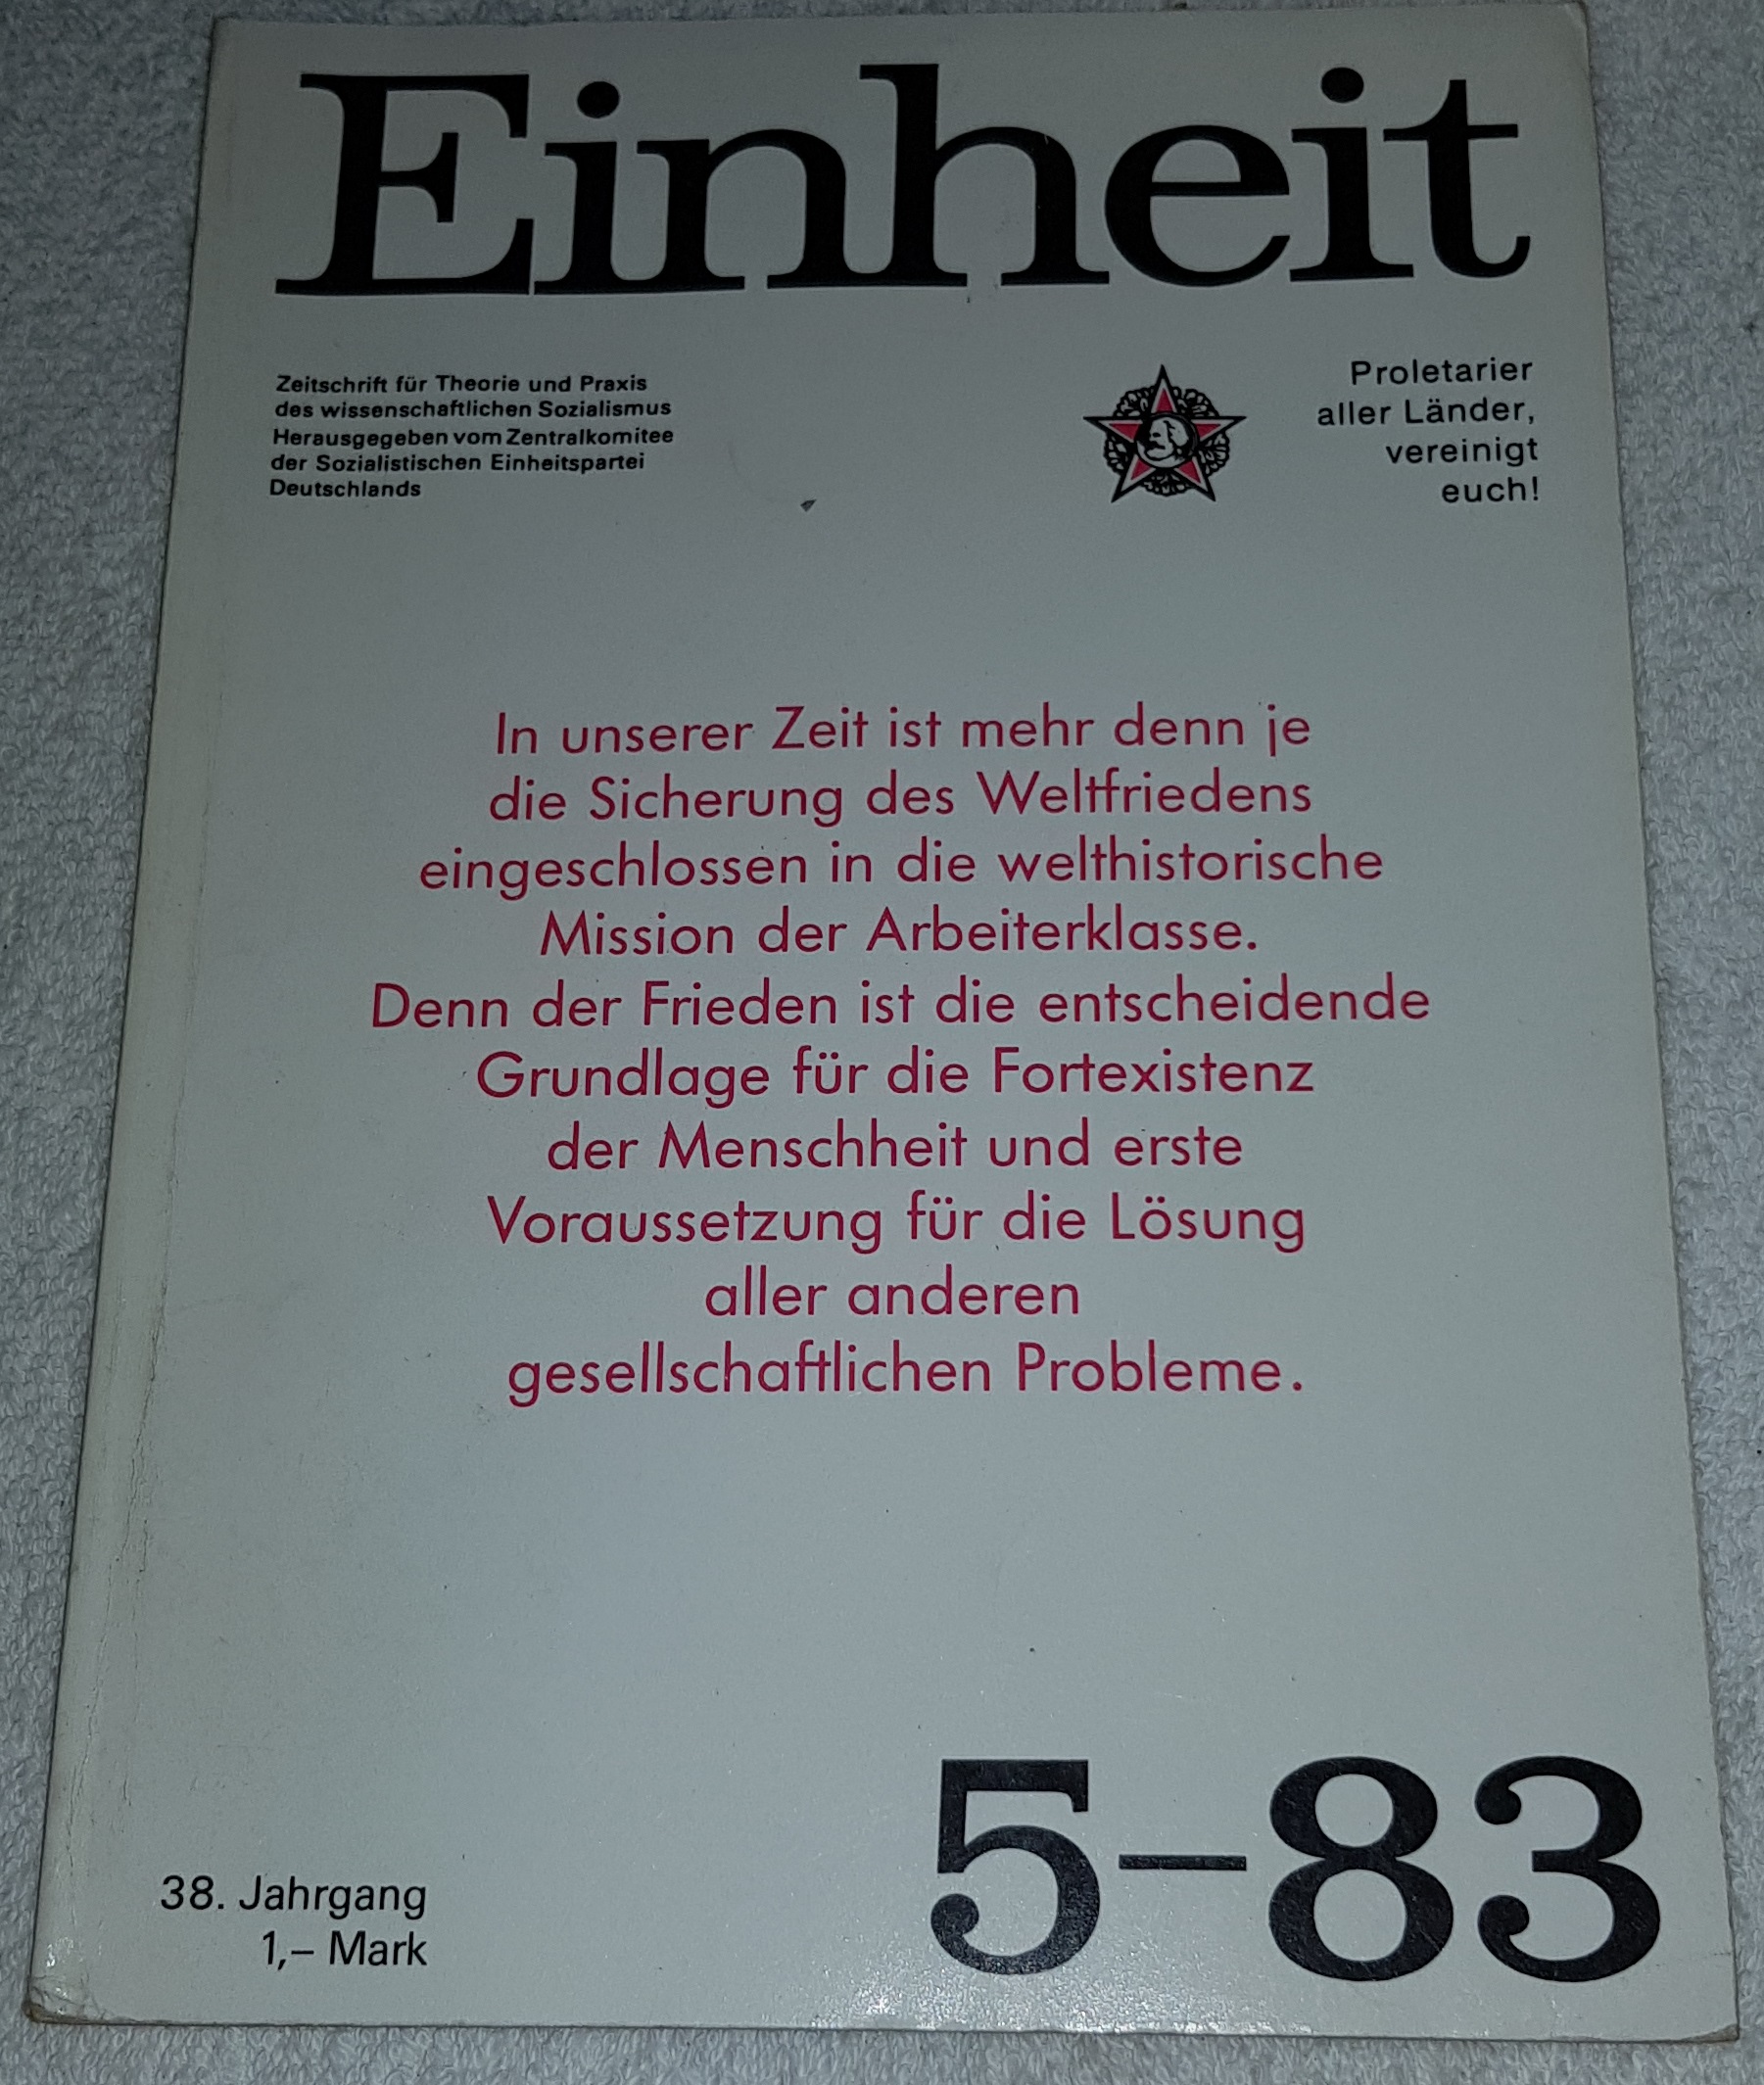 Einheit
Zeitschrift für Theorie und Praxis
des wissenschaftlichen Sozialismus
Herausgegeben vom Zentralkomitee
der Sozialistischen Einheitspartei
Deutschlands
Proletarier
aller Länder,
vereinigt
euch!
In unserer Zeit ist mehr denn je
die Sicherung des Weltfriedens
eingeschlossen in die welthistorische
Mission der Arbeiterklasse.
Denn der Frieden ist die entscheidende
Grundlage für die Fortexistenz
der Menschheit und erste
Voraussetzung für die Lösung
aller anderen
gesellschaftlichen Probleme.
38. Jahrgang
1,– Mark
5–83